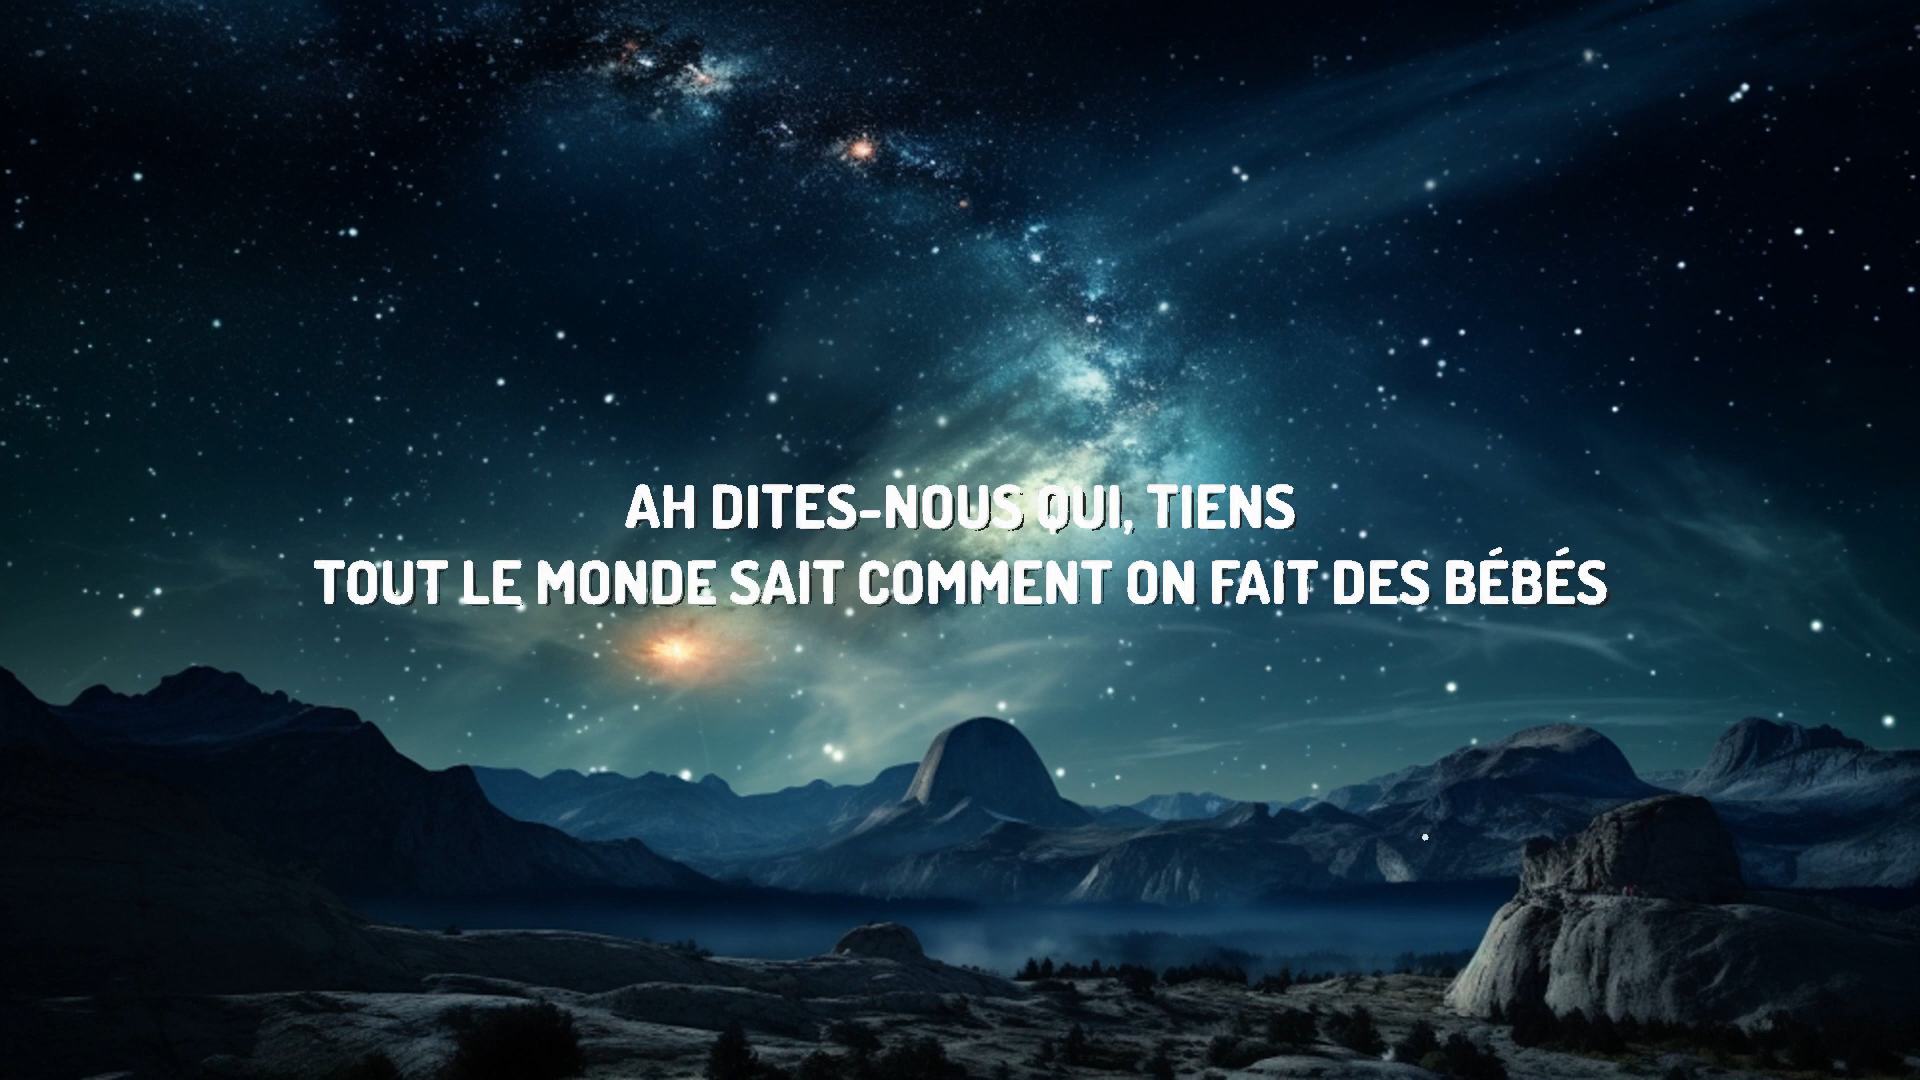 AH DITES-NOUS QUI, TIENS
TOUT LE MONDE SAIT COMMENT ON FAIT DES BÉBÉS